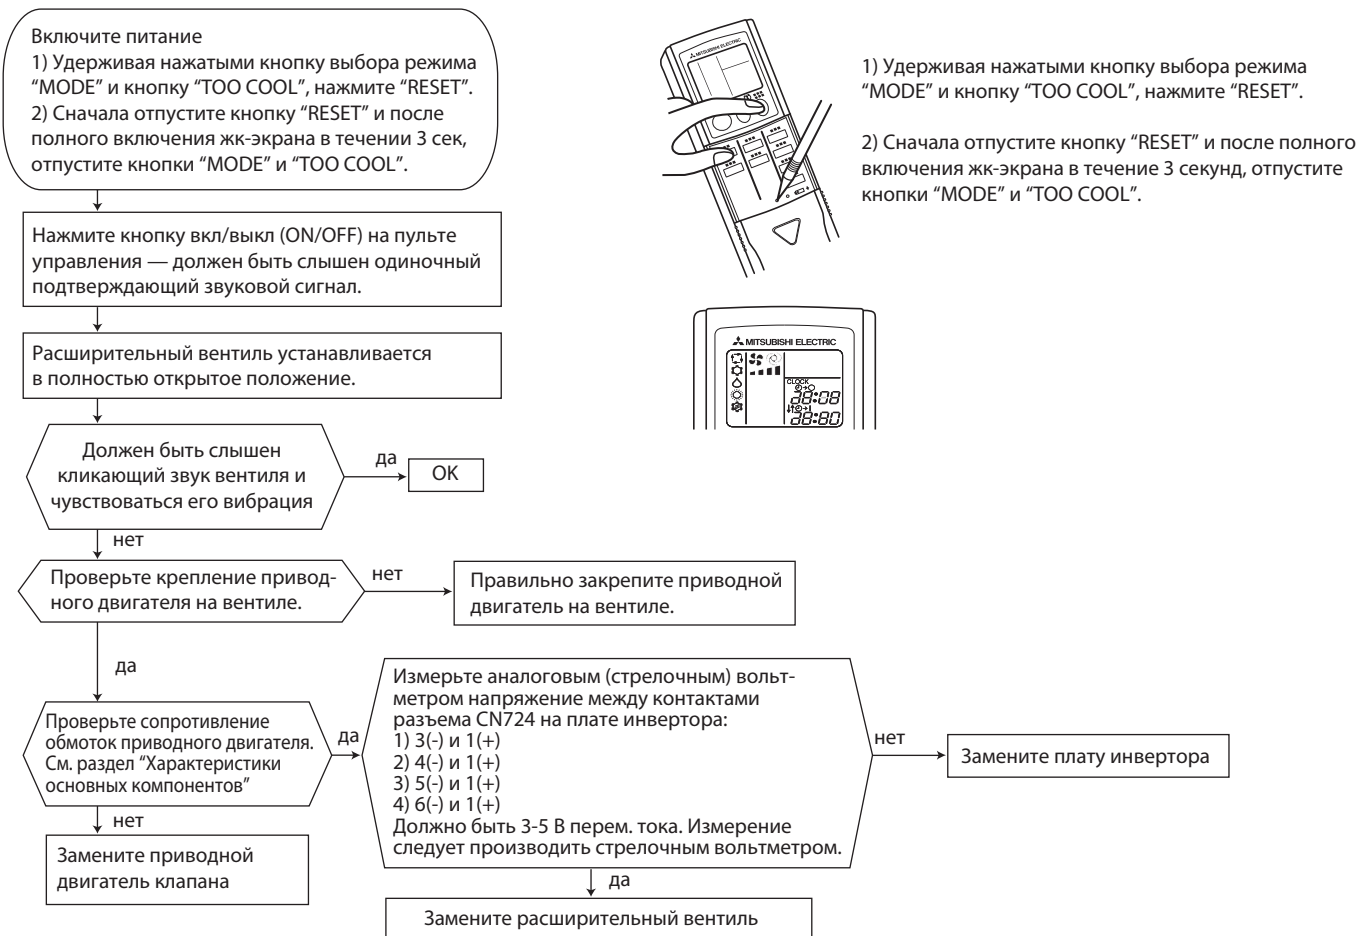 Включите питание
1) Удерживая нажатыми кнопку выбора режима
“MODE” и кнопку “TOO COOL”, нажмите “RESET”.
2) Сначала отпустите кнопку “RESET” и после
полного включения жк-экрана в течении 3 сек,
отпустите кнопки “MODE” и “TOO COOL”.
Нажмите кнопку вкл/выкл (ON/OFF) на пульте
управления — должен быть слышен одиночный
подтверждающий звуковой сигнал.
Расширительный вентиль устанавливается
в полностью открытое положение.
Должен быть слышен
кликающий звук вентиля и
чувствоваться его вибрация
да
OK
нет
Проверьте крепление привод-
ного двигателя на вентиле.
нет
Правильно закрепите приводной
двигатель на вентиле.
да
Проверьте сопротивление
обмоток приводного двигателя.
См. раздел “Характеристики
основных компонентов”
да
нет
Замените приводной
двигатель клапана
Измерьте аналоговым (стрелочным) вольт-
метром напряжение между контактами
разъема CN724 на плате инвертора:
1) 3(-) и 1(+)
2) 4(-) и 1(+)
3) 5(-) и 1(+)
4) 6(-) и 1(+)
Должно быть 3-5 В перем. тока. Измерение
следует производить стрелочным вольтметром.
нет
Замените плату инвертора
да
Замените расширительный вентиль
MITSUBISHI ELECTRIC
1) Удерживая нажатыми кнопку выбора режима
“MODE” и кнопку “TOO COOL”, нажмите “RESET”.
2) Сначала отпустите кнопку “RESET” и после полного
включения жк-экрана в течение 3 секунд, отпустите
кнопки “MODE” и “TOO COOL”.
MITSUBISHI ELECTRIC
CLOCK
38:08
38:80